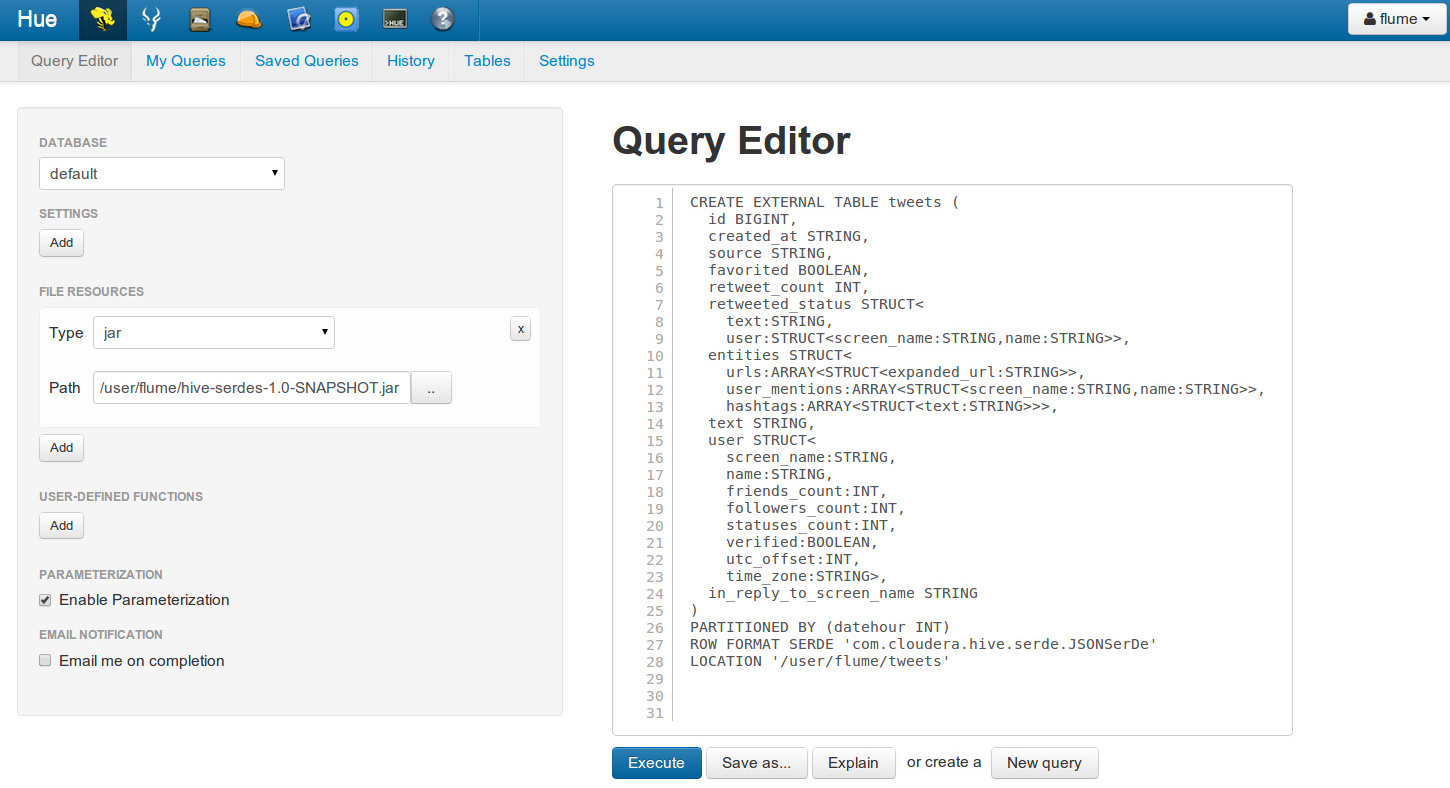 Hue
>HUE
?
flume
Query Editor
My Queries
Saved Queries
History
Tables
Settings
DATABASE
default
SETTINGS
Add
FILE RESOURCES
Type jar x
Path /user/flume/hive-serdes-1.0-SNAPSHOT.jar ..
Add
USER-DEFINED FUNCTIONS
Add
PARAMETERIZATION
Enable Parameterization
EMAIL NOTIFICATION
Email me on completion
Query Editor
1 CREATE EXTERNAL TABLE tweets (
2   id BIGINT,
3   created_at STRING,
4   source STRING,
5   favorited BOOLEAN,
6   retweet_count INT,
7   retweeted_status STRUCT<
8     text:STRING,
9     user:STRUCT<screen_name:STRING,name:STRING>>,
10   entities STRUCT<
11     urls:ARRAY<STRUCT<expanded_url:STRING>>,
12     user_mentions:ARRAY<STRUCT<screen_name:STRING,name:STRING>>,
13     hashtags:ARRAY<STRUCT<text:STRING>>>,
14   text STRING,
15   user STRUCT<
16     screen_name:STRING,
17     name:STRING,
18     friends_count:INT,
19     followers_count:INT,
20     statuses_count:INT,
21     verified:BOOLEAN,
22     utc_offset:INT,
23     time_zone:STRING>,
24   in_reply_to_screen_name STRING
25 )
26 PARTITIONED BY (datehour INT)
27 ROW FORMAT SERDE 'com.cloudera.hive.serde.JSONSerDe'
28 LOCATION '/user/flume/tweets'
29
30
31
Execute Save as... Explain or create a New query